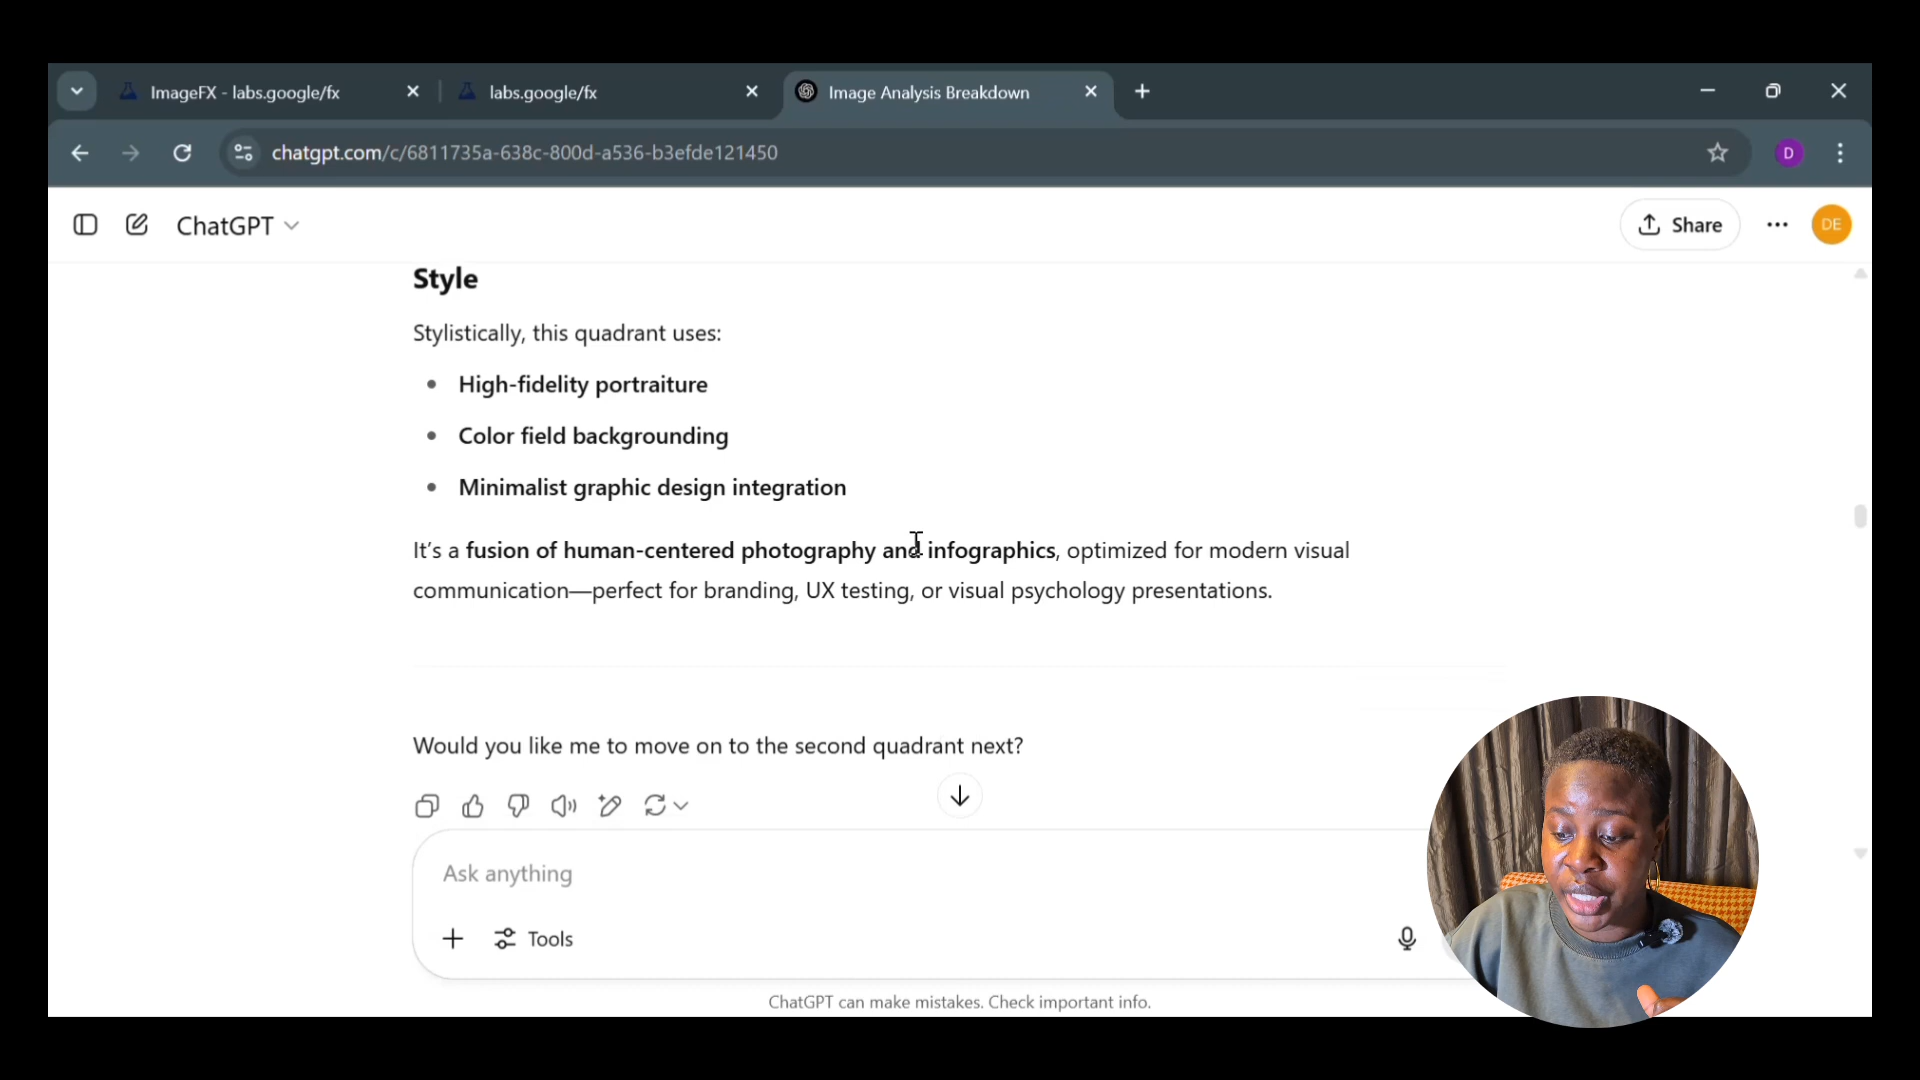 ImageFX - labs.google/fx
labs.google/fx
Image Analysis Breakdown
chatgpt.com/c/6811735a-638c-800d-a536-b3efde121450
D
ChatGPT
Share
DE
Style
Stylistically, this quadrant uses:
• High-fidelity portraiture
• Color field backgrounding
• Minimalist graphic design integration
It’s a fusion of human-centered photography and infographics, optimized for modern visual
communication—perfect for branding, UX testing, or visual psychology presentations.
Would you like me to move on to the second quadrant next?
Ask anything
Tools
ChatGPT can make mistakes. Check important info.